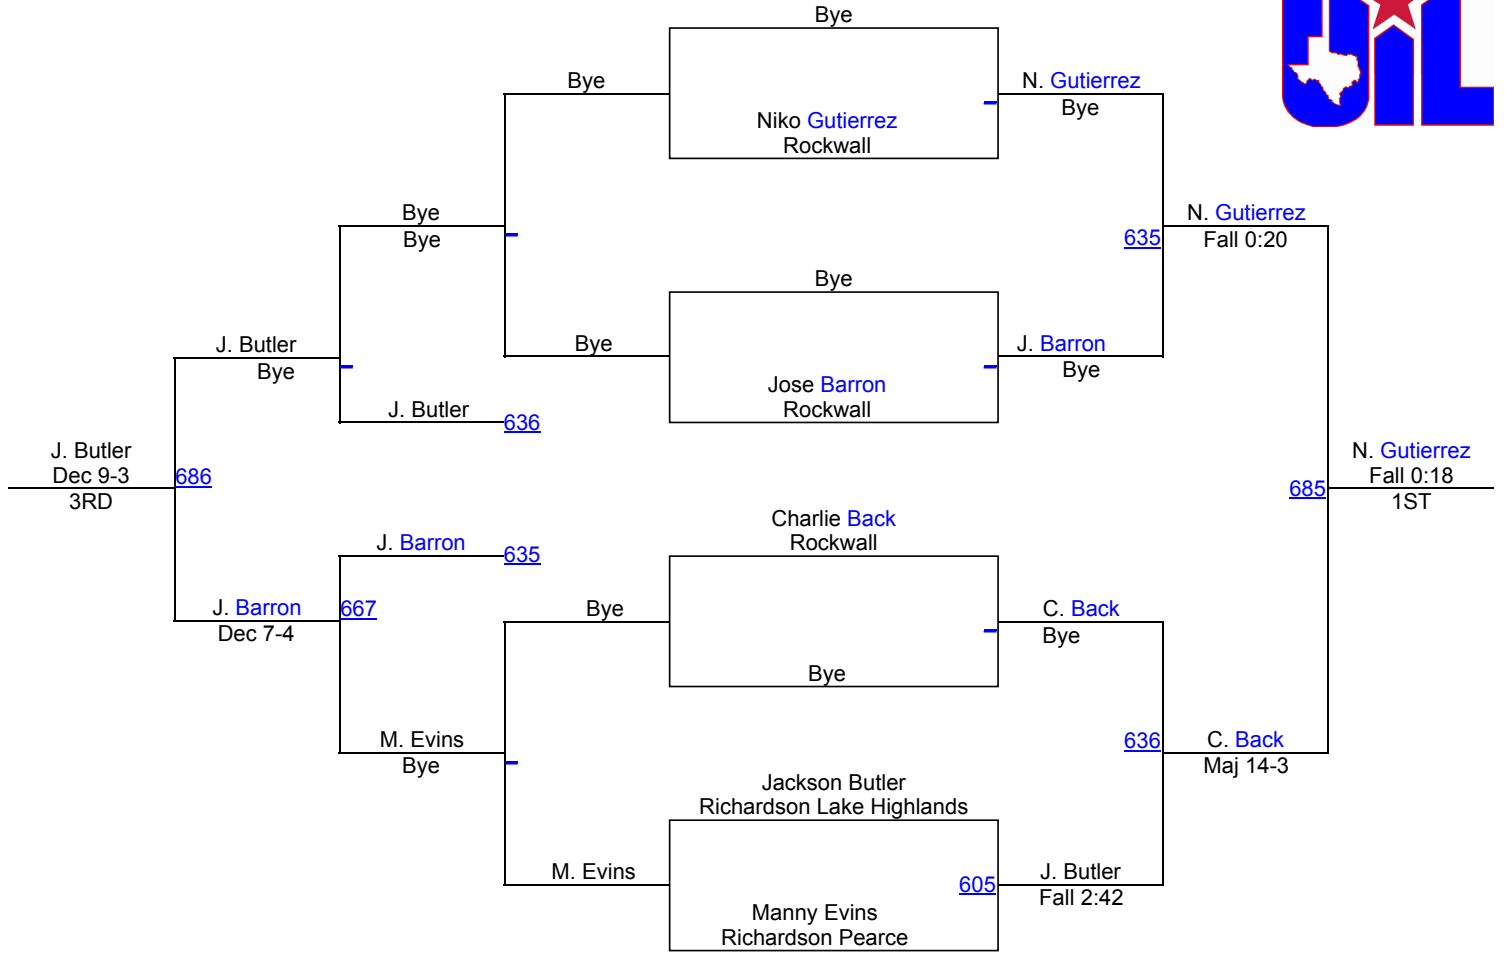 Bye
UIL
Bye
N. Gutierrez
Bye
Niko Gutierrez
Rockwall
Bye
Bye
N. Gutierrez
635
Fall 0:20
Bye
J. Butler
Bye
Bye
J. Barron
Bye
Jose Barron
Rockwall
J. Butler
636
J. Butler
Dec 9-3
686
3RD
N. Gutierrez
Fall 0:18
685
1ST
Charlie Back
Rockwall
J. Barron
635
J. Barron
667
Dec 7-4
Bye
C. Back
Bye
Bye
M. Evins
Bye
636
C. Back
Maj 14-3
Jackson Butler
Richardson Lake Highlands
M. Evins
605
J. Butler
Fall 2:42
Manny Evins
Richardson Pearce